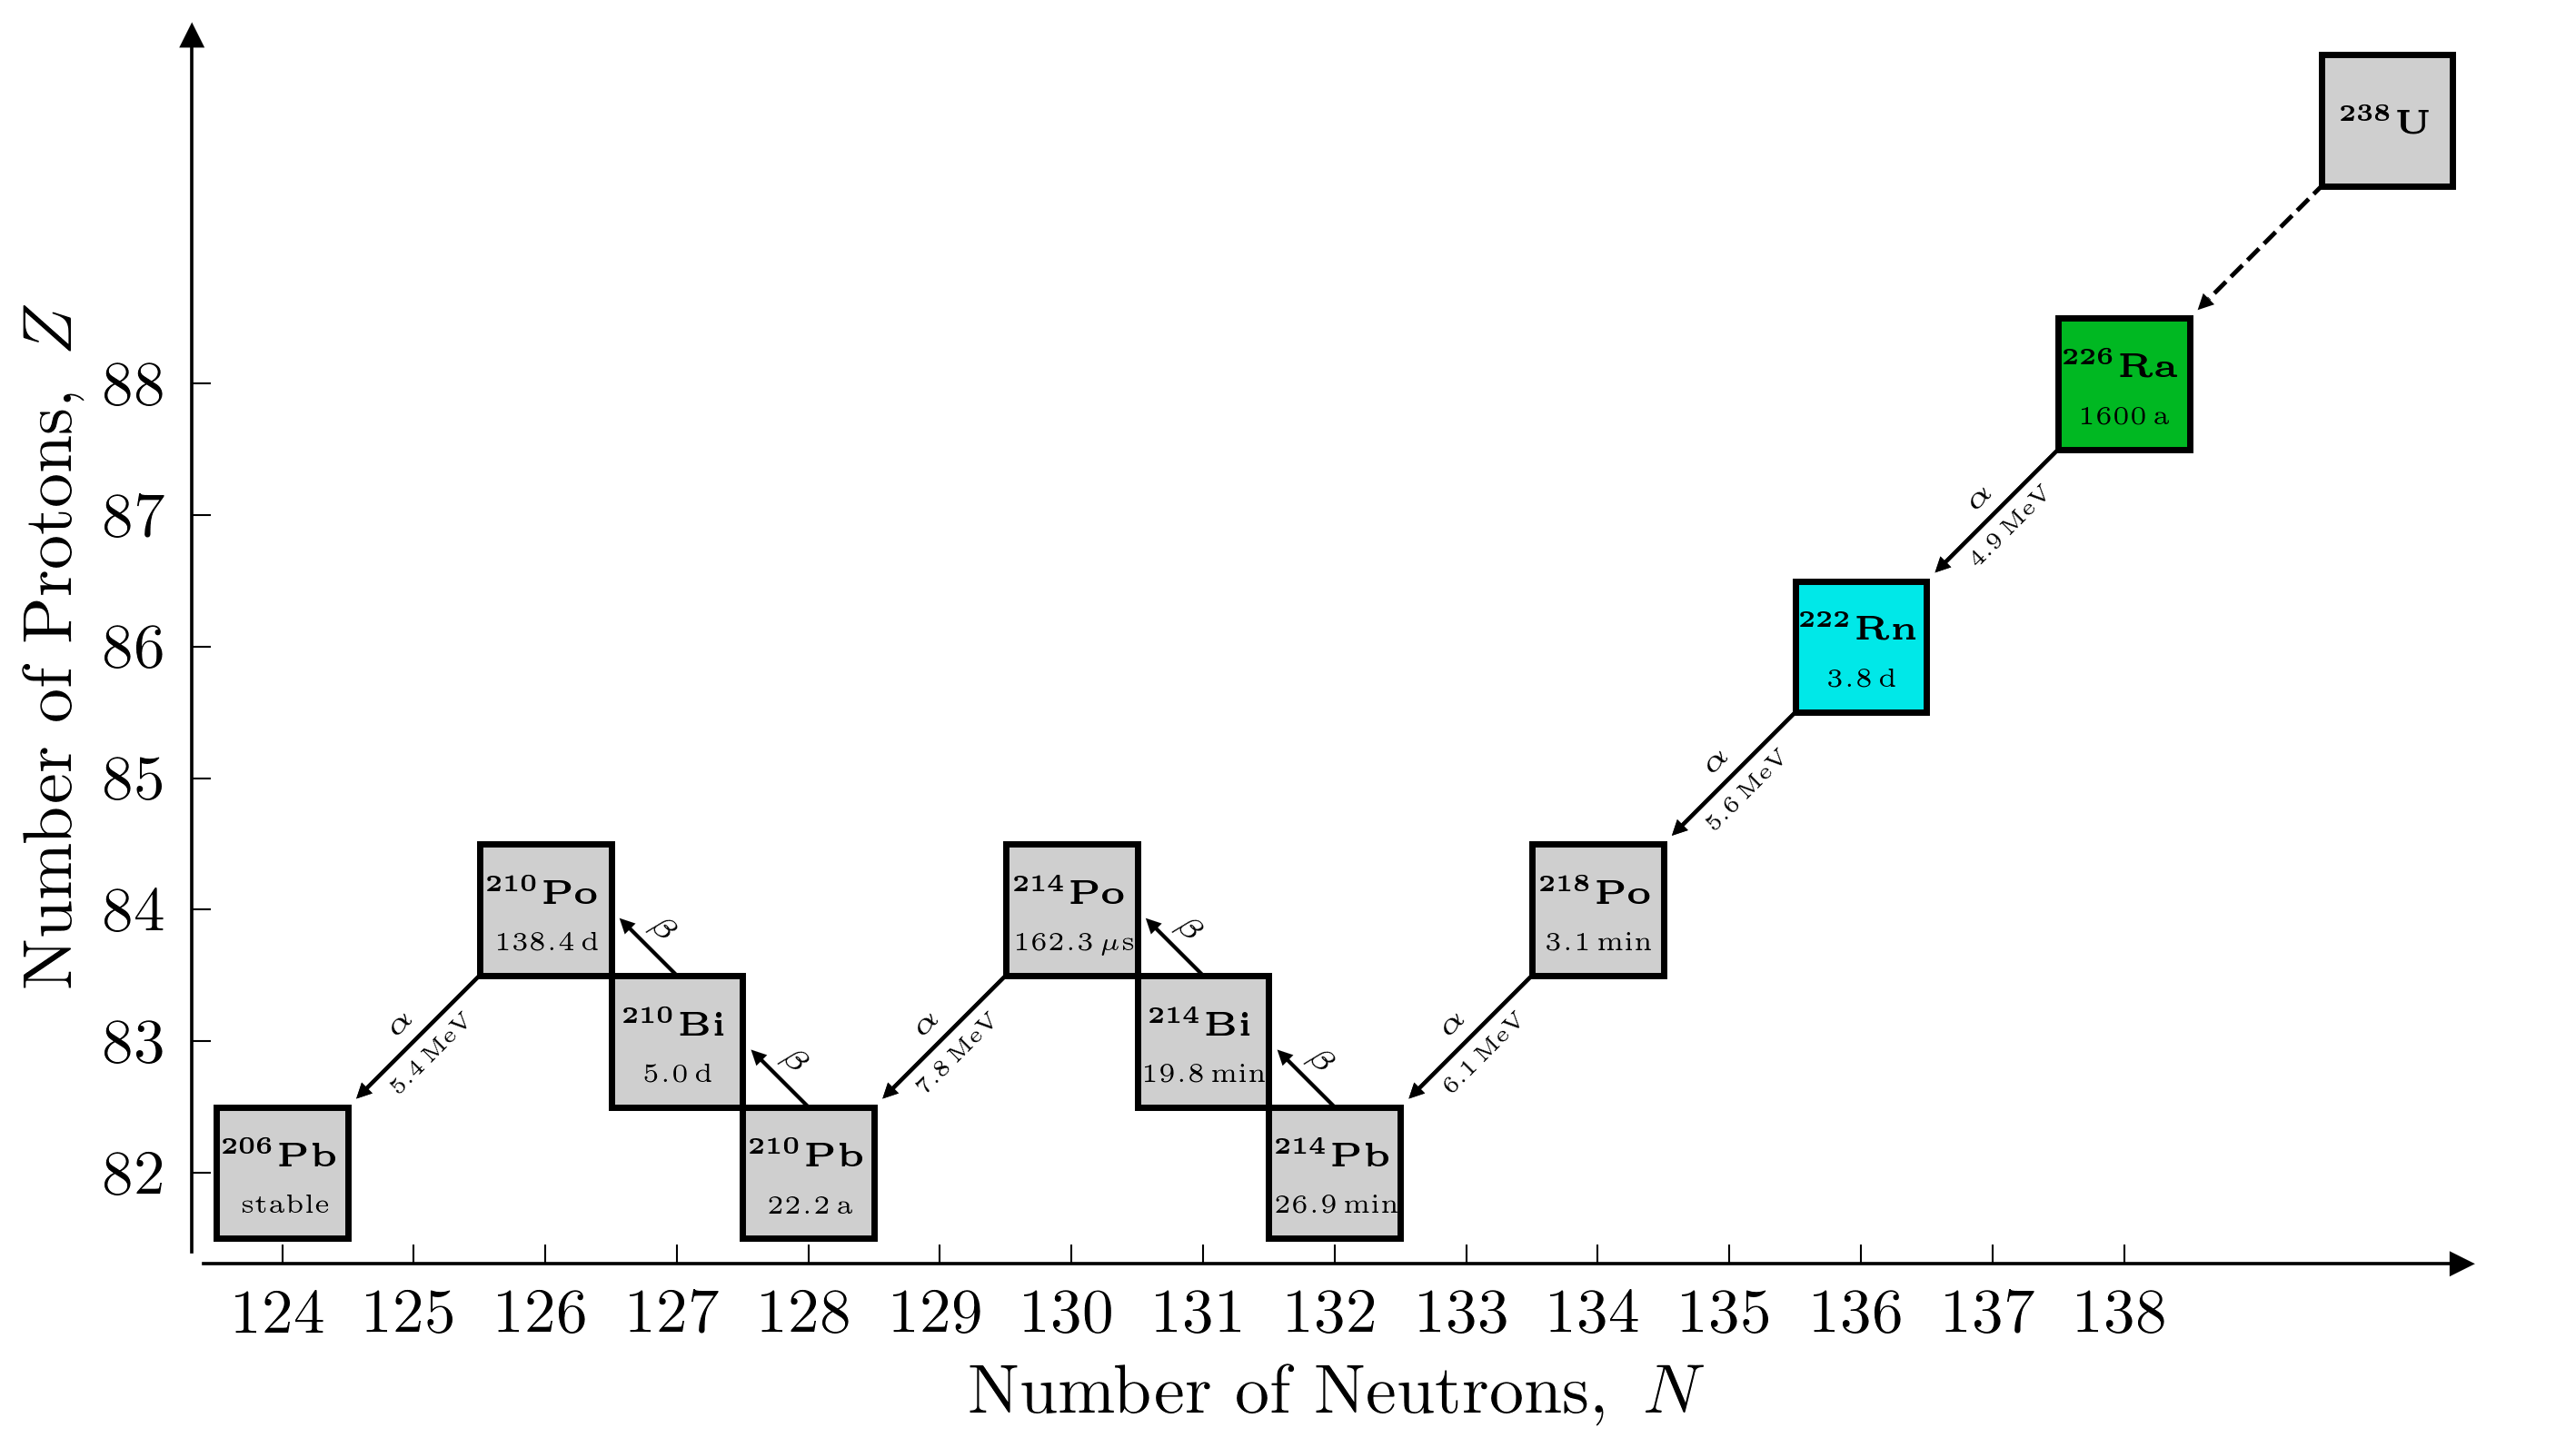 ²³⁸U
Number of Protons, Z
88
87
86
85
84
83
82
²²⁶Ra
1600 a
α
4.9 MeV
²²²Rn
3.8 d
α
5.6 MeV
²¹⁸Po
3.1 min
α
6.1 MeV
²¹⁴Pb
26.9 min
β
²¹⁴Bi
19.8 min
β
²¹⁴Po
162.3 μs
α
7.8 MeV
²¹⁰Pb
22.2 a
β
²¹⁰Bi
5.0 d
β
²¹⁰Po
138.4 d
α
5.4 MeV
²⁰⁶Pb
stable
124 125 126 127 128 129 130 131 132 133 134 135 136 137 138
Number of Neutrons, N